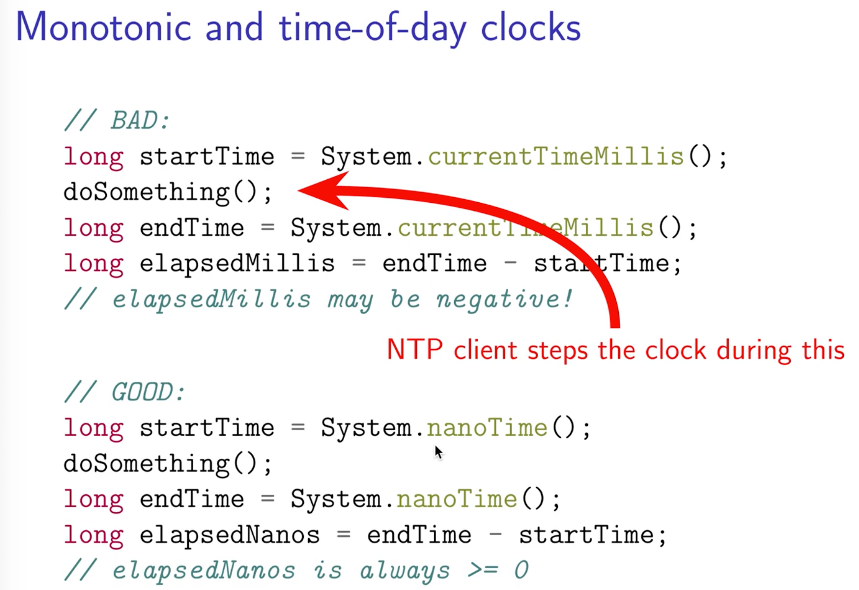 Monotonic and time-of-day clocks
// BAD:
long startTime = System.currentTimeMillis();
doSomething();
long endTime = System.currentTimeMillis();
long elapsedMillis = endTime - startTime;
// elapsedMillis may be negative!
NTP client steps the clock during this
// GOOD:
long startTime = System.nanoTime();
doSomething();
long endTime = System.nanoTime();
long elapsedNanos = endTime - startTime;
// elapsedNanos is always >= 0